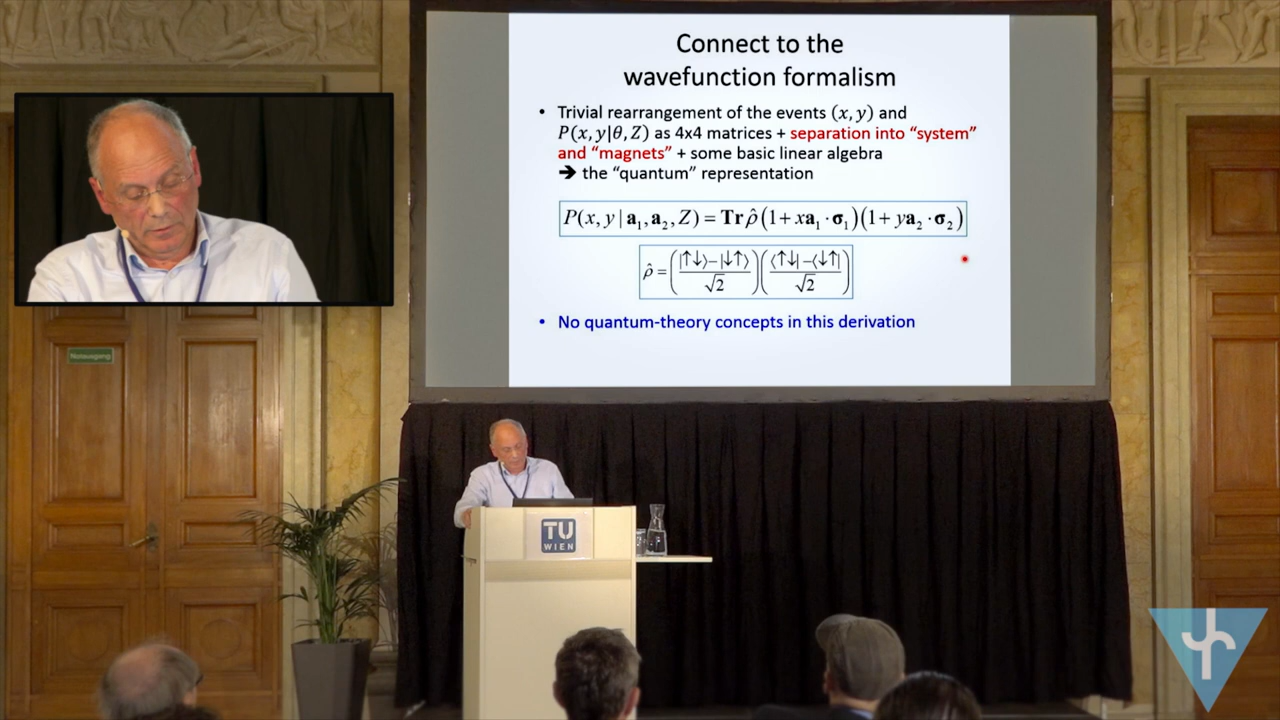 Connect to the
wavefunction formalism
• Trivial rearrangement of the events (x, y) and
P(x, y|θ, Z) as 4x4 matrices + separation into “system”
and “magnets” + some basic linear algebra
➔ the “quantum” representation
P(x, y | a₁, a₂, Z) = Tr ρ̂ (1 + xa₁ · σ₁)(1 + ya₂ · σ₂)
ρ̂ = ( |↑↓⟩−|↓↑⟩ / √2 ) ( ⟨↑↓|−⟨↓↑| / √2 )
• No quantum-theory concepts in this derivation
Notausgang
TU
WIEN